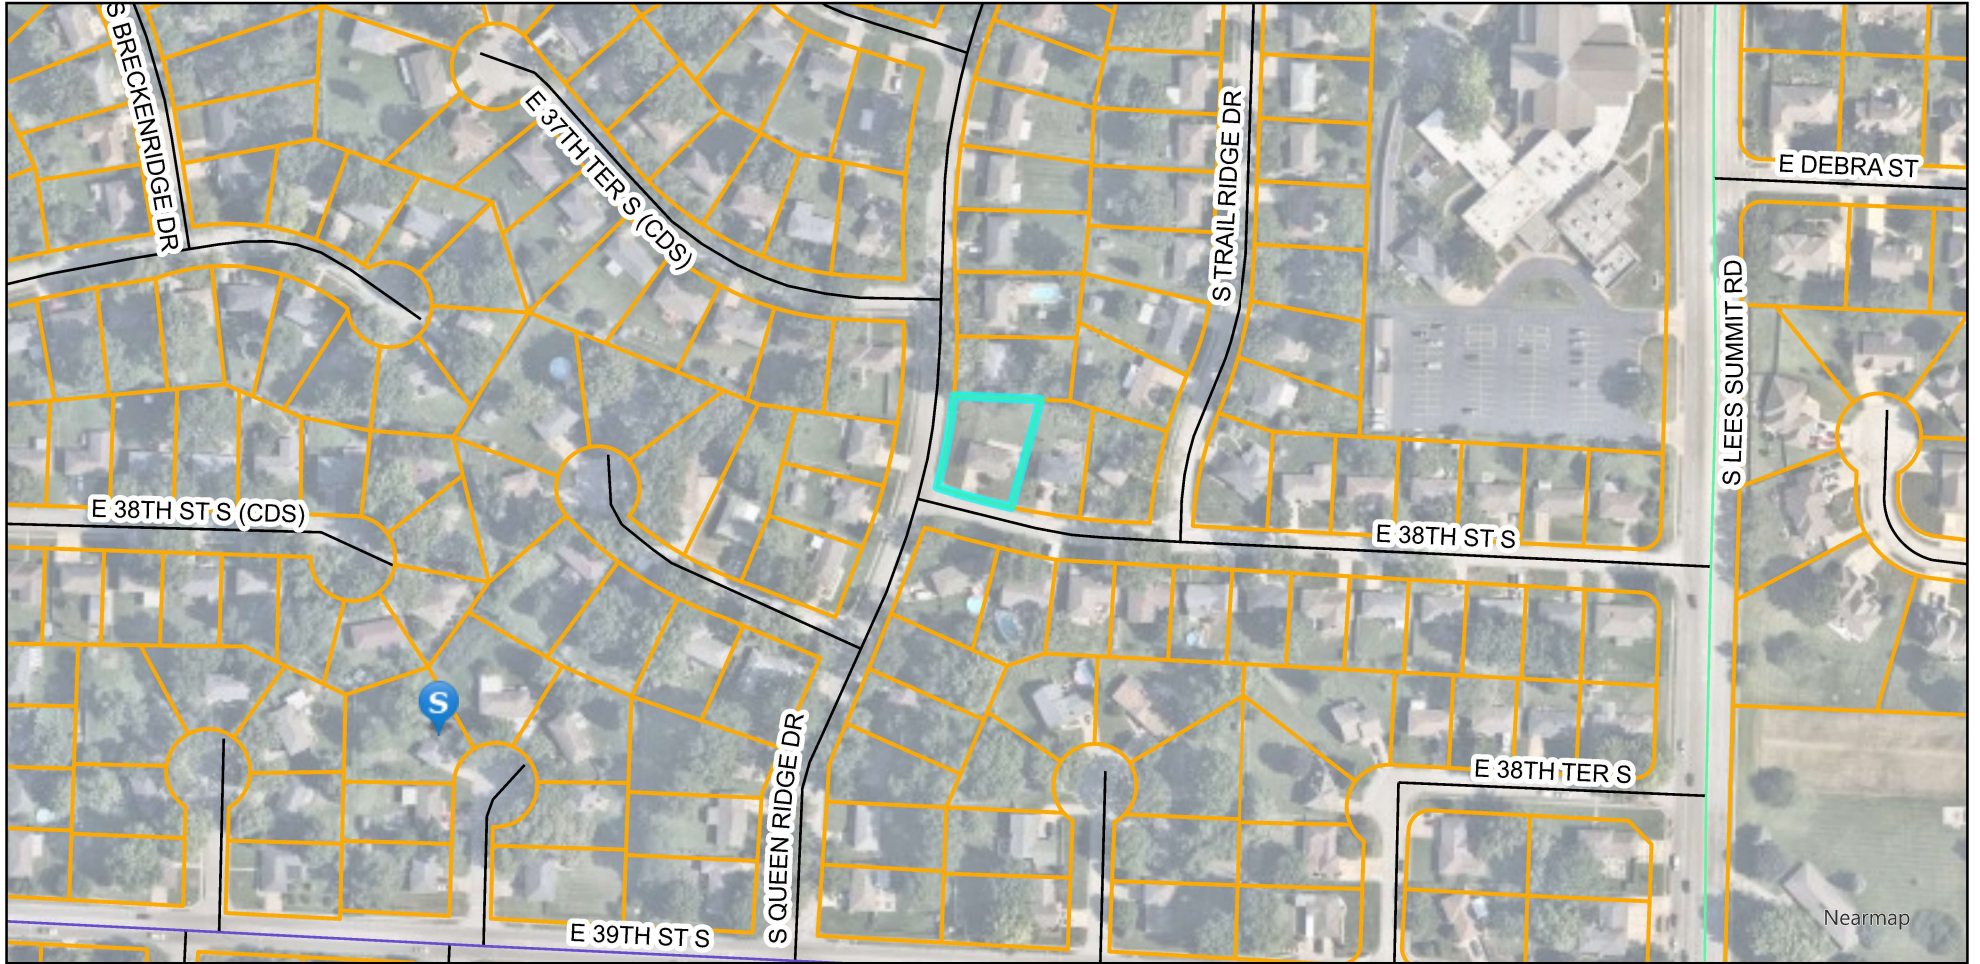 S BRECKENRIDGE DR
E 37TH TER S (CDS)
S TRAIL RIDGE DR
E DEBRA ST
S LEES SUMMIT RD
E 38TH ST S (CDS)
E 38TH ST S
S
S QUEEN RIDGE DR
E 38TH TER S
E 39TH ST S
Nearmap